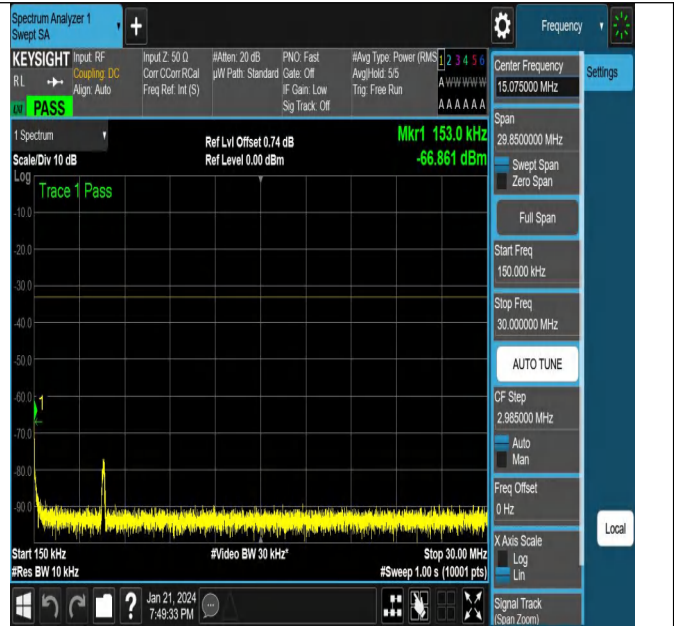 Spectrum Analyzer 1
Swept SA
+
Frequency
KEYSIGHT
RL
PASS
Input: RF
Coupling: DC
Align: Auto
Input Z: 50 Ω
Corr CCorr RCal
Freq Ref: Int (S)
#Atten: 20 dB
µW Path: Standard
PNO: Fast
Gate: Off
IF Gain: Low
Sig Track: Off
#Avg Type: Power (RMS
Avg|Hold: 5/5
Trig: Free Run
1 2 3 4 5 6
A W W W W W
A A A A A A
1 Spectrum
Scale/Div 10 dB
Log
Ref Lvl Offset 0.74 dB
Ref Level 0.00 dBm
Mkr1 153.0 kHz
-66.861 dBm
Trace 1 Pass
-10.0
-20.0
-30.0
-40.0
-50.0
-60.0
1
-70.0
-80.0
-90.0
Start 150 kHz
#Res BW 10 kHz
#Video BW 30 kHz*
Stop 30.00 MHz
#Sweep 1.00 s (10001 pts)
Jan 21, 2024
7:49:33 PM
Center Frequency
15.075000 MHz
Settings
Span
29.8500000 MHz
Swept Span
Zero Span
Full Span
Start Freq
150.000 kHz
Stop Freq
30.000000 MHz
AUTO TUNE
CF Step
2.985000 MHz
Auto
Man
Freq Offset
0 Hz
Local
X Axis Scale
Log
Lin
Signal Track
(Span Zoom)